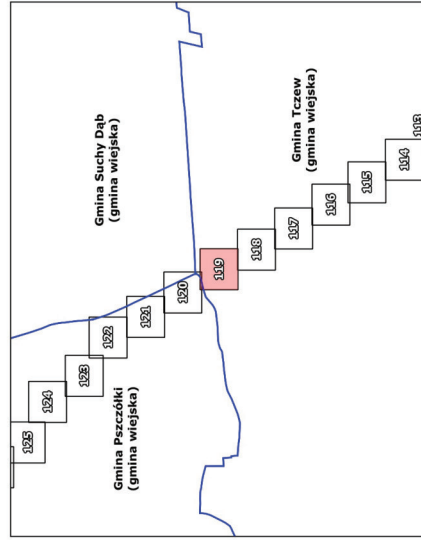 Gmina Suchy Dąb
(gmina wiejska)
Gmina Tczew
(gmina wiejska)
Gmina Pszczółki
(gmina wiejska)
125
124
123
122
121
120
119
118
117
116
115
114
113